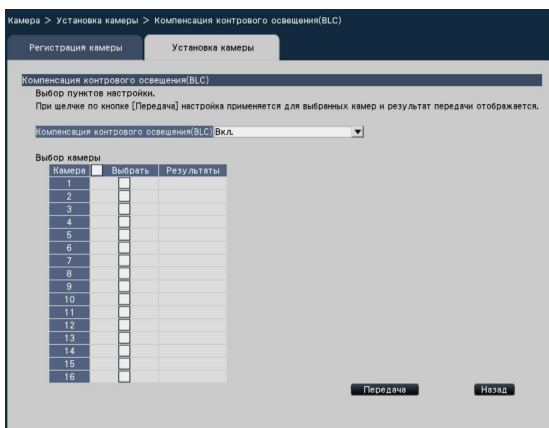 Камера > Установка камеры > Компенсация контрового освещения(BLC)
Регистрация камеры Установка камеры
Компенсация контрового освещения(BLC)
Выбор пунктов настройки.
При щелчке по кнопке [Передача] настройка применяется для выбранных камер и результат передачи отображается.
Компенсация контрового освещения(BLC) Вкл.
Выбор камеры
Камера Выбрать Результаты
1
2
3
4
5
6
7
8
9
10
11
12
13
14
15
16
Передача Назад